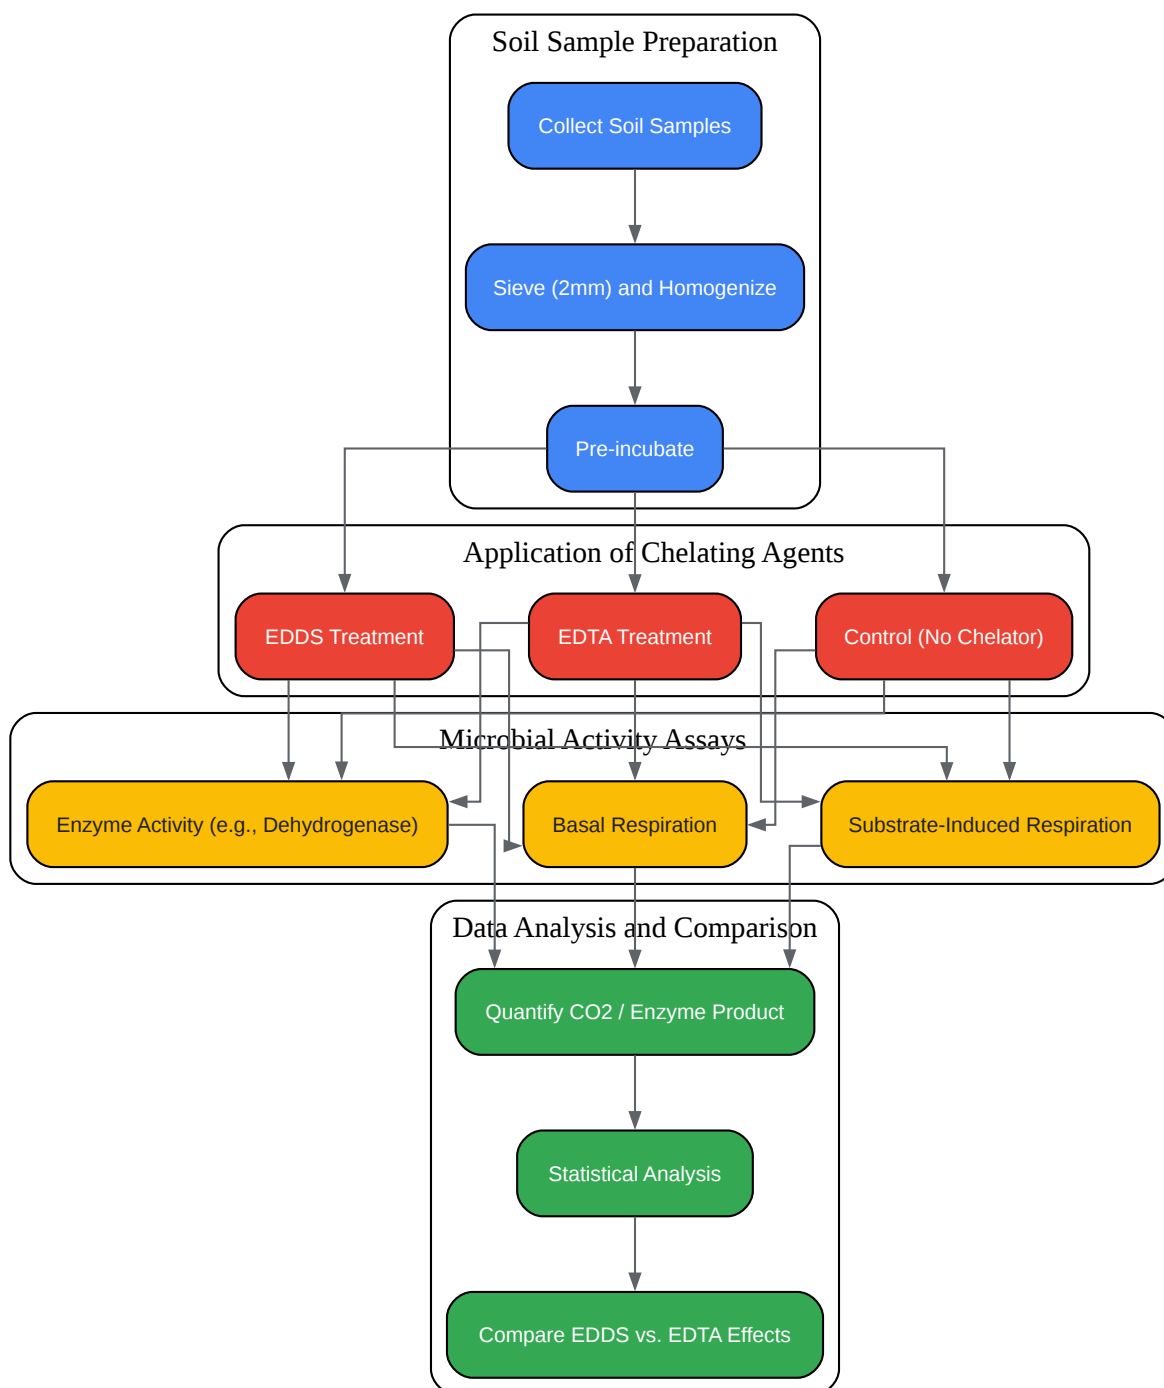 Soil Sample Preparation
Collect Soil Samples
Sieve (2mm) and Homogenize
Pre-incubate
Application of Chelating Agents
EDDS Treatment
EDTA Treatment
Control (No Chelator)
Microbial Activity Assays
Enzyme Activity (e.g., Dehydrogenase)
Basal Respiration
Substrate-Induced Respiration
Data Analysis and Comparison
Quantify CO2 / Enzyme Product
Statistical Analysis
Compare EDDS vs. EDTA Effects